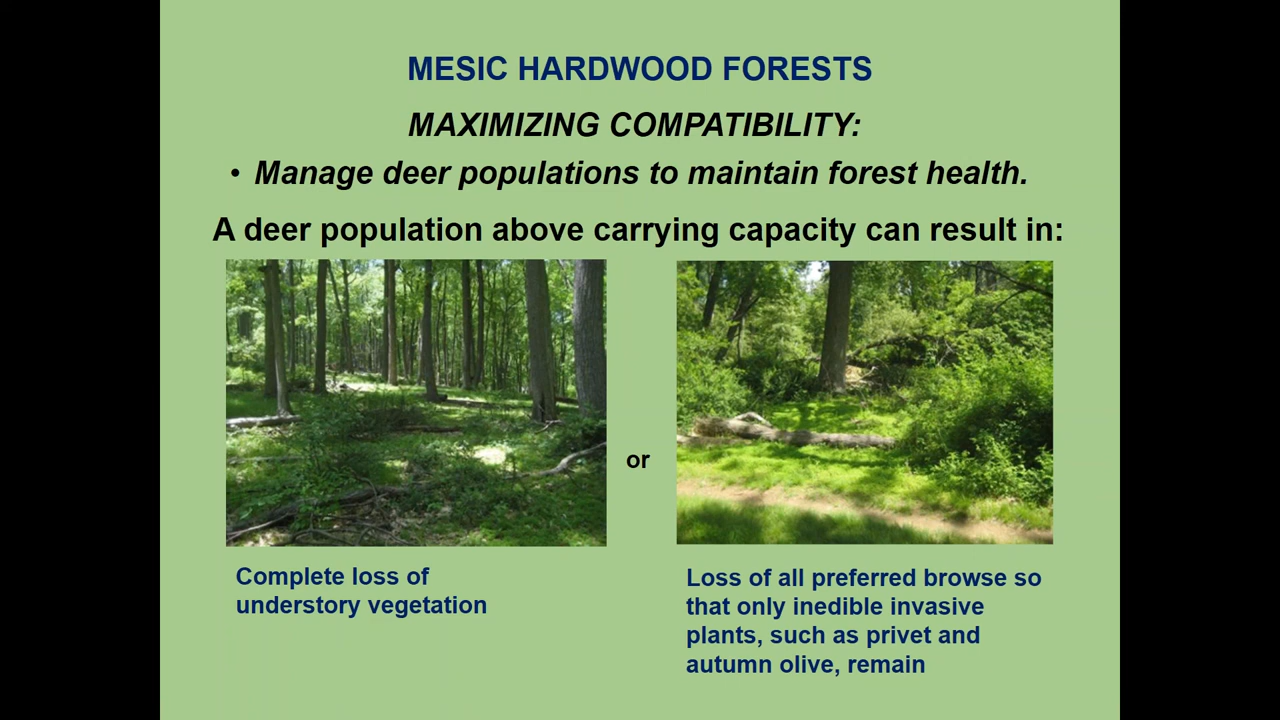 MESIC HARDWOOD FORESTS
MAXIMIZING COMPATIBILITY:
• Manage deer populations to maintain forest health.
A deer population above carrying capacity can result in:
or
Complete loss of
understory vegetation
Loss of all preferred browse so
that only inedible invasive
plants, such as privet and
autumn olive, remain